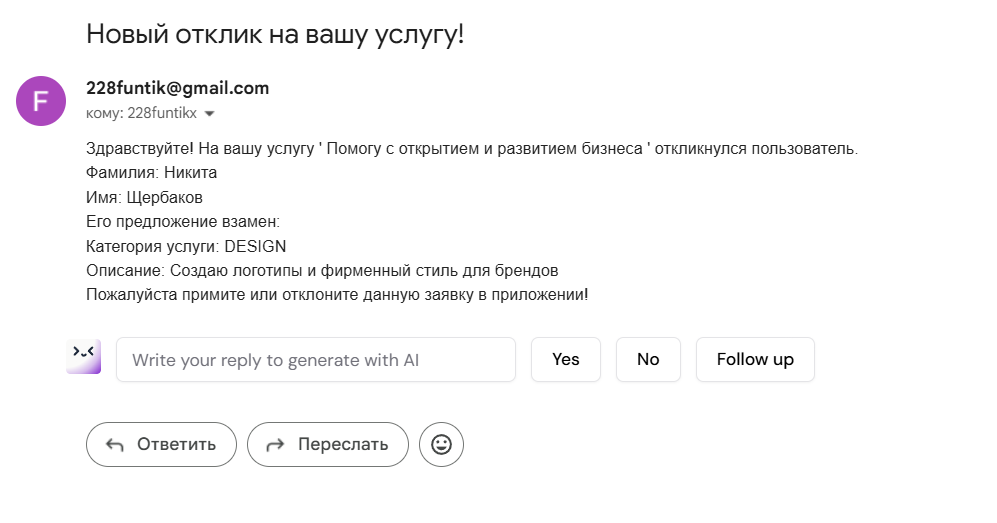 Новый отклик на вашу услугу!
F
228funtik@gmail.com
кому: 228funtikx
Здравствуйте! На вашу услугу ' Помогу с открытием и развитием бизнеса ' откликнулся пользователь.
Фамилия: Никита
Имя: Щербаков
Его предложение взамен:
Категория услуги: DESIGN
Описание: Создаю логотипы и фирменный стиль для брендов
Пожалуйста примите или отклоните данную заявку в приложении!
Write your reply to generate with AI
Yes
No
Follow up
Ответить
Переслать